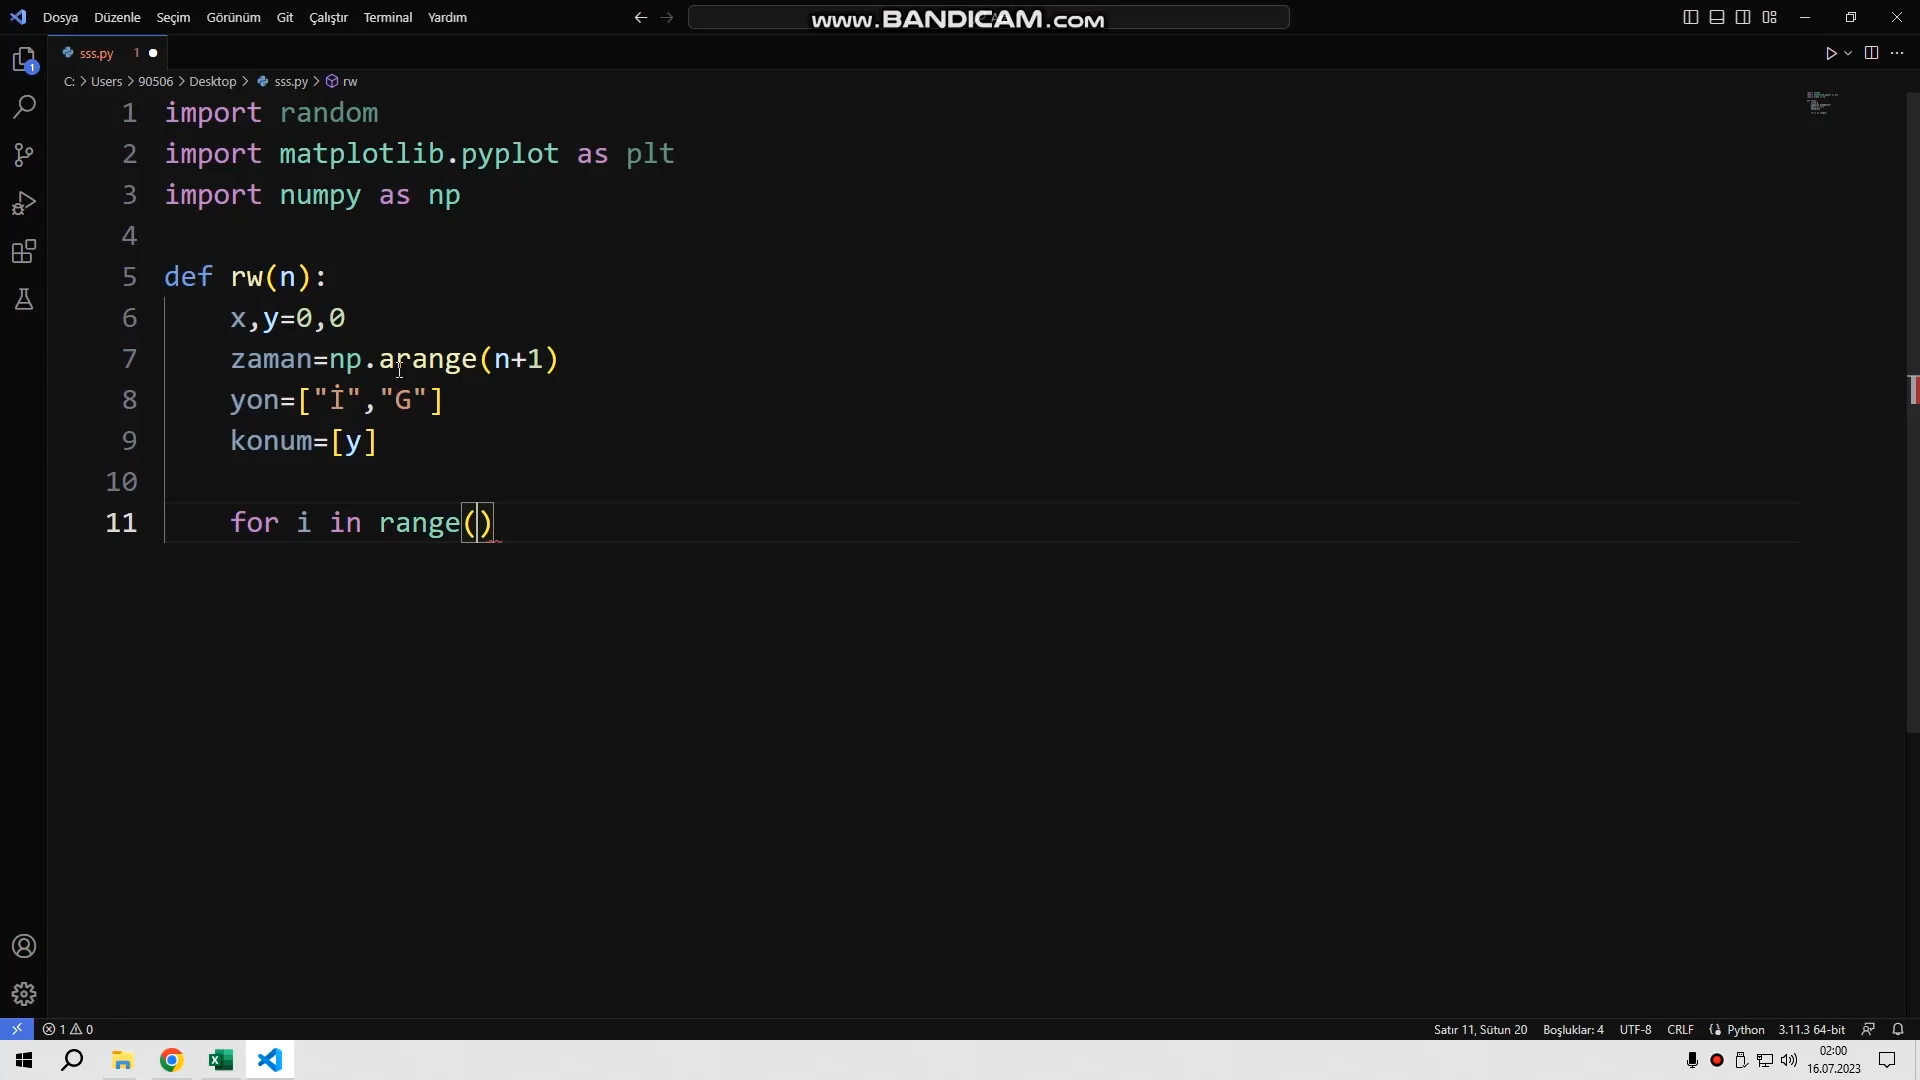 Dosya Düzenle Seçim Görünüm Git Çalıştır Terminal Yardım
www.BANDICAM.com
sss.py 1
C: > Users > 90506 > Desktop > sss.py > rw
1 import random
2 import matplotlib.pyplot as plt
3 import numpy as np
4
5 def rw(n):
6 x,y=0,0
7 zaman=np.arange(n+1)
8 yon=["İ","G"]
9 konum=[y]
10
11 for i in range()
1 0 Satır 11, Sütun 20 Boşluklar: 4 UTF-8 CRLF Python 3.11.3 64-bit
02:00
16.07.2023